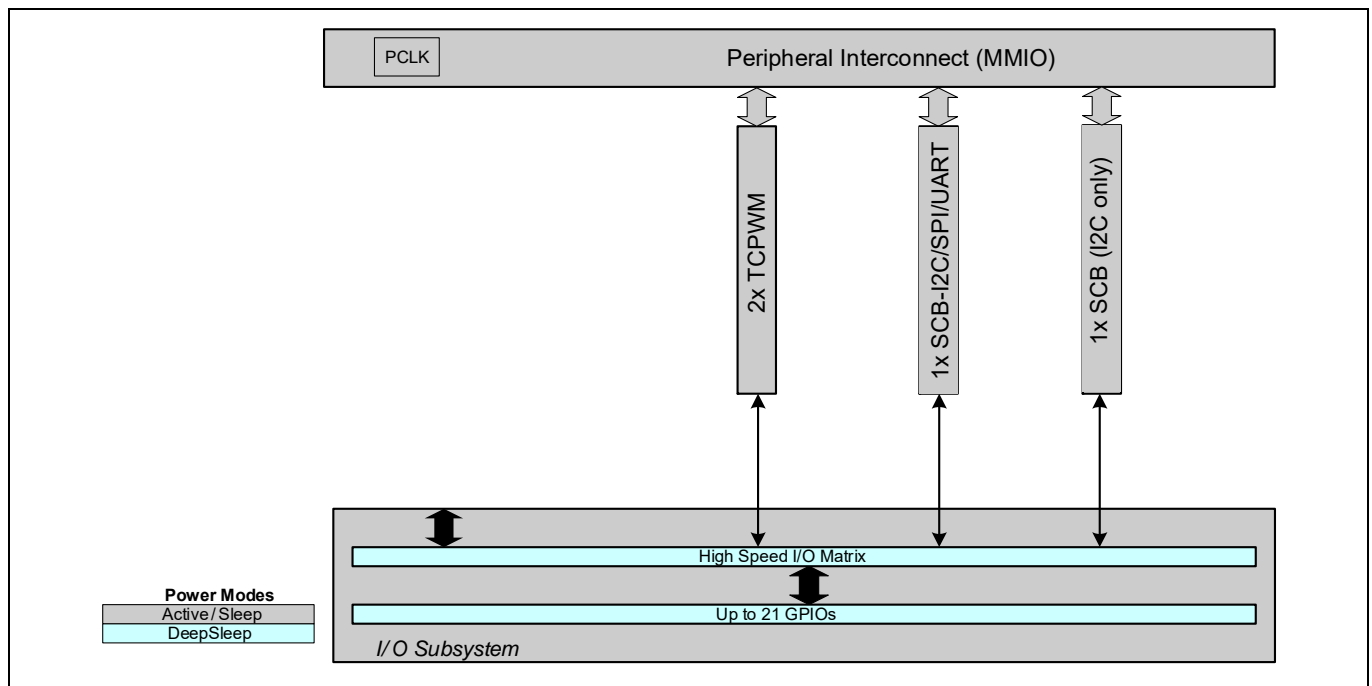 PCLK
Peripheral Interconnect (MMIO)
2x TCPWM
1x SCB-I2C/SPI/UART
1x SCB (I2C only)
High Speed I/O Matrix
Power Modes
Active/Sleep
DeepSleep
Up to 21 GPIOs
I/O Subsystem